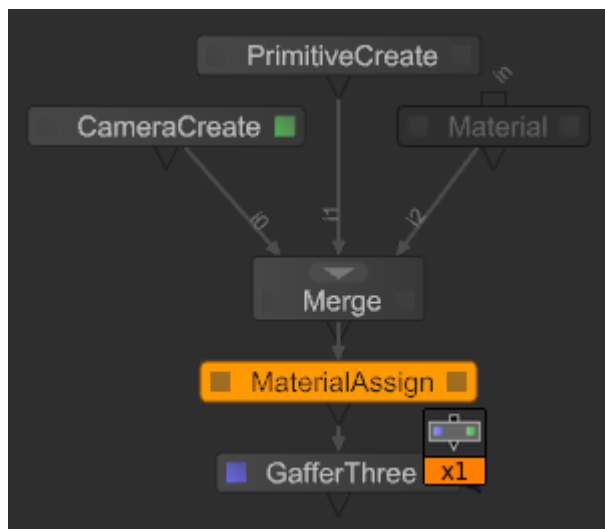 PrimitiveCreate
in
CameraCreate
Material
i0
i1
i2
Merge
MaterialAssign
GafferThree
x1